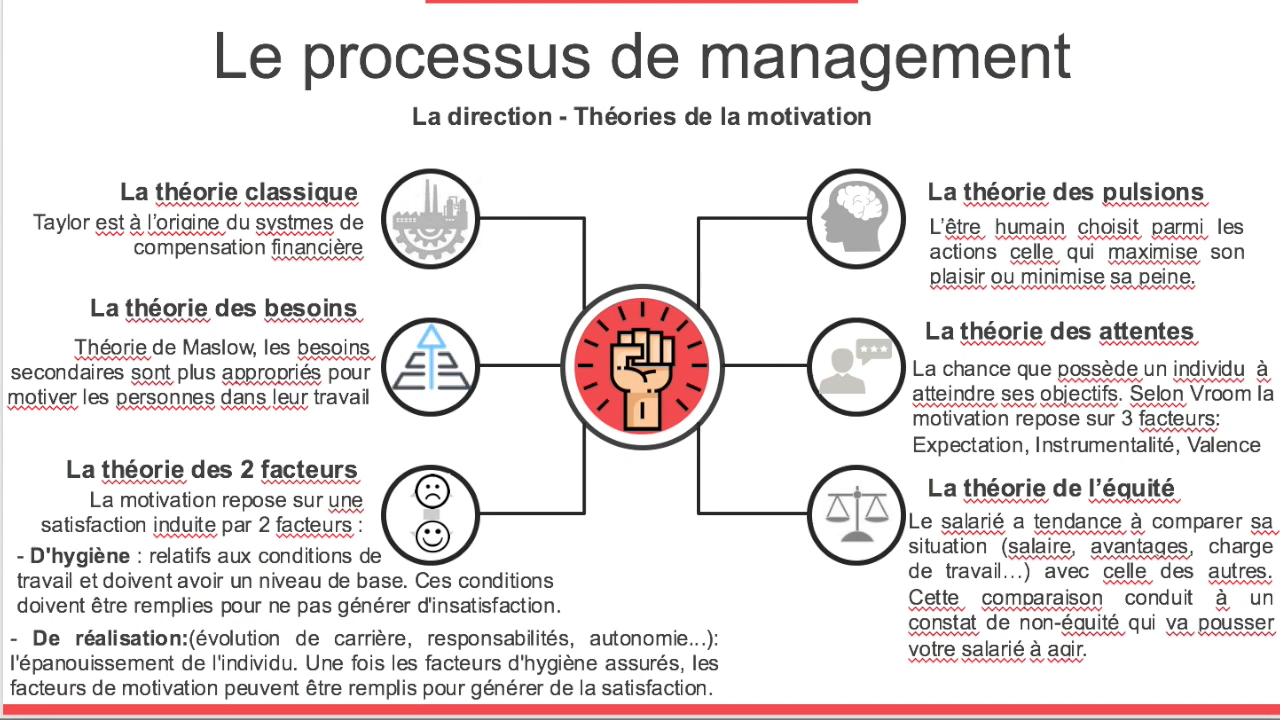 Le processus de management
La direction - Théories de la motivation
La théorie classique
Taylor est à l'origine du systmes de
compensation financière
La théorie des besoins
Théorie de Maslow, les besoins
secondaires sont plus appropriés pour
motiver les personnes dans leur travail
La théorie des 2 facteurs
La motivation repose sur une
satisfaction induite par 2 facteurs :
- D'hygiène : relatifs aux conditions de
travail et doivent avoir un niveau de base. Ces conditions
doivent être remplies pour ne pas générer d'insatisfaction.
- De réalisation:(évolution de carrière, responsabilités, autonomie...):
l'épanouissement de l'individu. Une fois les facteurs d'hygiène assurés, les
facteurs de motivation peuvent être remplis pour générer de la satisfaction.
La théorie des pulsions
L'être humain choisit parmi les
actions celle qui maximise son
plaisir ou minimise sa peine.
La théorie des attentes
La chance que possède un individu à
atteindre ses objectifs. Selon Vroom la
motivation repose sur 3 facteurs:
Expectation, Instrumentalité, Valence
La théorie de l'équité
Le salarié a tendance à comparer sa
situation (salaire, avantages, charge
de travail…) avec celle des autres.
Cette comparaison conduit à un
constat de non-équité qui va pousser
votre salarié à agir.